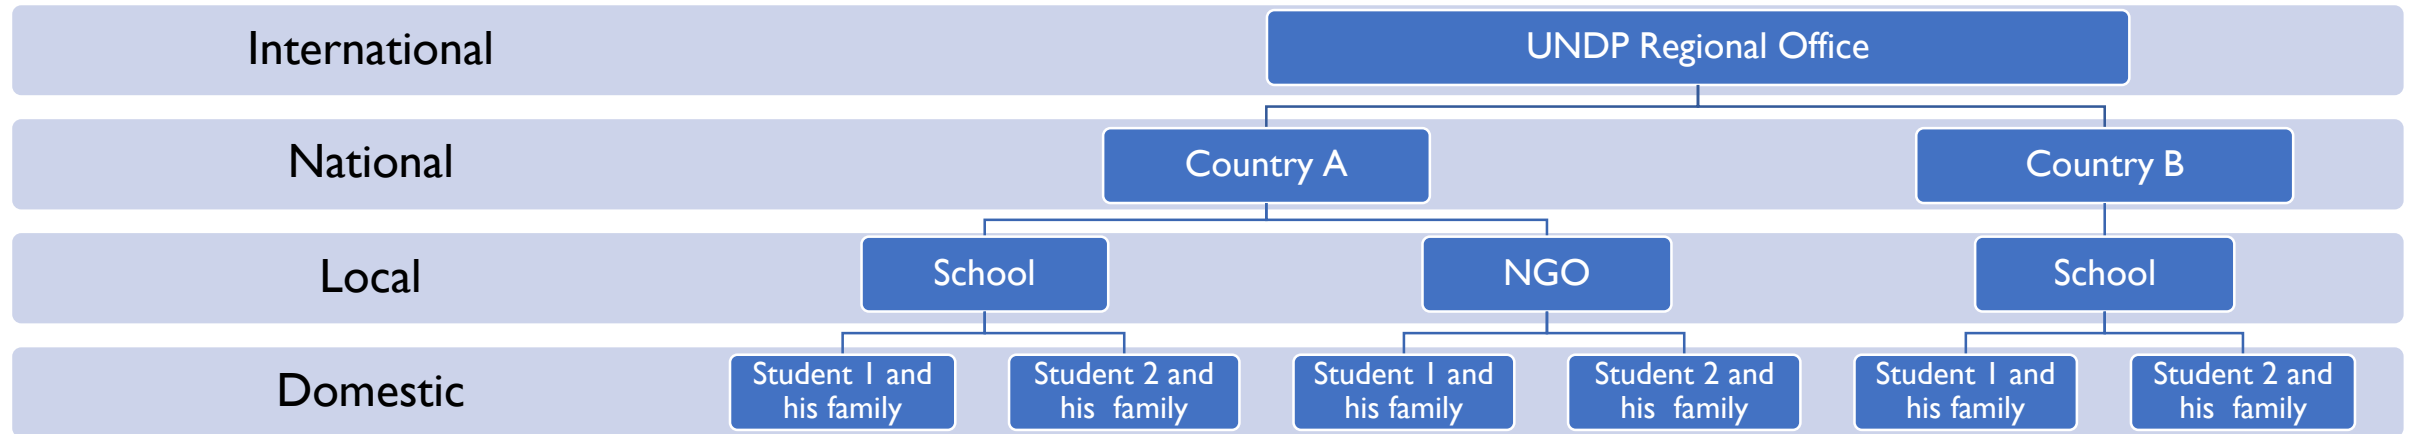 International
UNDP Regional Office
National
Country A
Country B
Local
School
NGO
School
Domestic
Student 1 and
his family
Student 2 and
his family
Student 1 and
his family
Student 2 and
his family
Student 1 and
his family
Student 2 and
his family